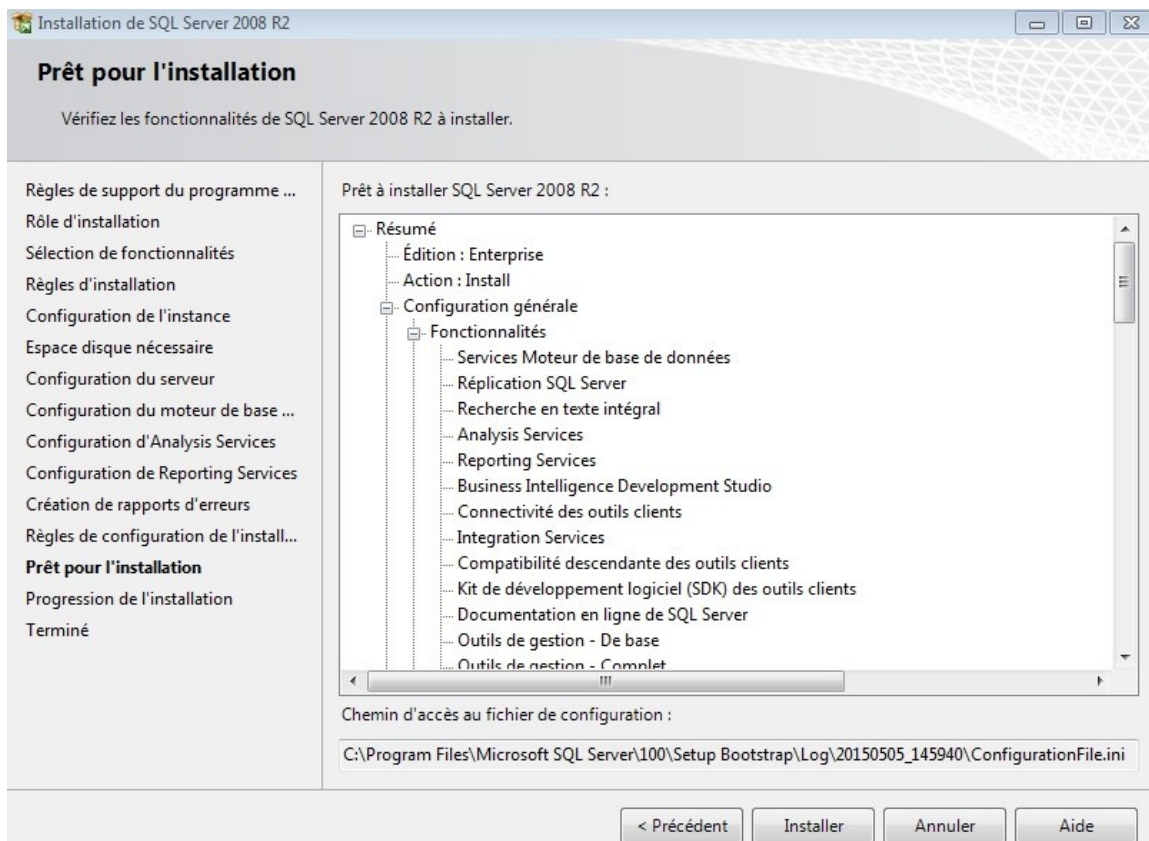 Installation de SQL Server 2008 R2
Prêt pour l'installation
Vérifiez les fonctionnalités de SQL Server 2008 R2 à installer.
Règles de support du programme ...
Rôle d'installation
Sélection de fonctionnalités
Règles d'installation
Configuration de l'instance
Espace disque nécessaire
Configuration du serveur
Configuration du moteur de base ...
Configuration d'Analysis Services
Configuration de Reporting Services
Création de rapports d'erreurs
Règles de configuration de l'install...
Prêt pour l'installation
Progression de l'installation
Terminé
Prêt à installer SQL Server 2008 R2 :
Résumé
Édition : Enterprise
Action : Install
Configuration générale
Fonctionnalités
Services Moteur de base de données
Réplication SQL Server
Recherche en texte intégral
Analysis Services
Reporting Services
Business Intelligence Development Studio
Connectivité des outils clients
Integration Services
Compatibilité descendante des outils clients
Kit de développement logiciel (SDK) des outils clients
Documentation en ligne de SQL Server
Outils de gestion - De base
Outils de gestion - Complet
Chemin d'accès au fichier de configuration :
C:\Program Files\Microsoft SQL Server\100\Setup Bootstrap\Log\20150505_145940\ConfigurationFile.ini
< Précédent
Installer
Annuler
Aide